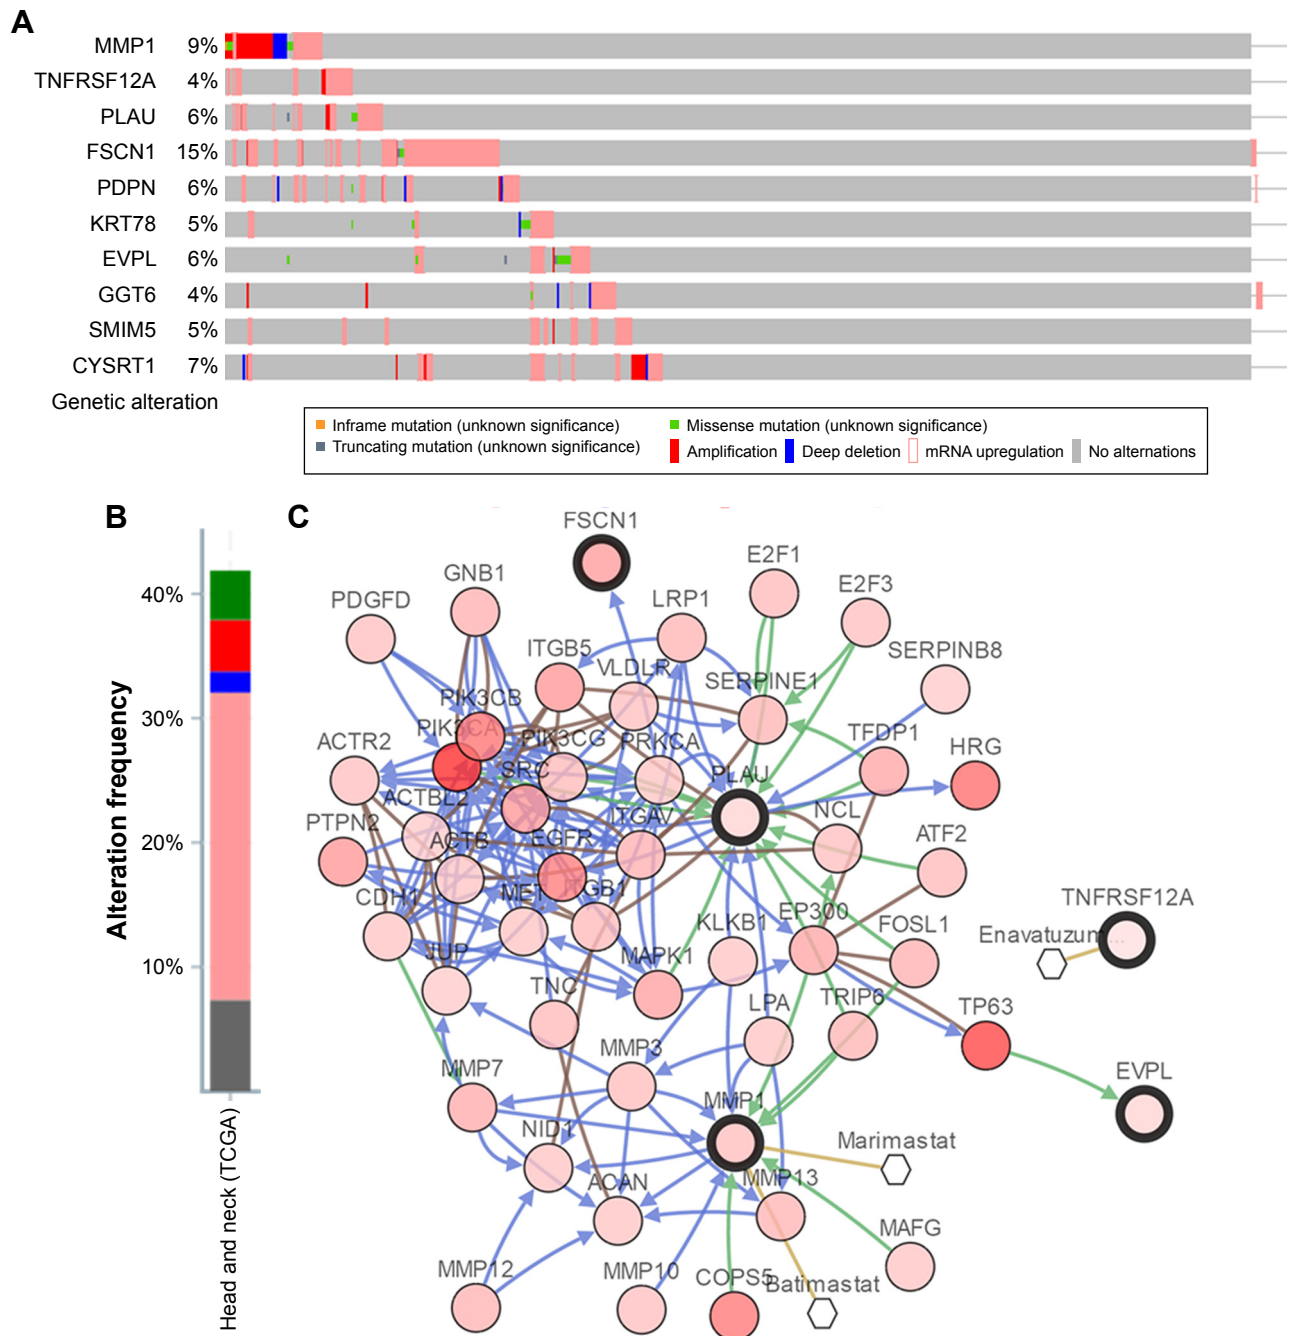 A
MMP1 9%
TNFRSF12A 4%
PLAU 6%
FSCN1 15%
PDPN 6%
KRT78 5%
EVPL 6%
GGT6 4%
SMIM5 5%
CYSRT1 7%
Genetic alteration
Inframe mutation (unknown significance)
Missense mutation (unknown significance)
Truncating mutation (unknown significance)
Amplification
Deep deletion
mRNA upregulation
No alternations
B
Alteration frequency
40%
30%
20%
10%
Head and neck (TCGA)
C
FSCN1
E2F1
GNB1
E2F3
PDGFD
LRP1
ITGB5
SERPINB8
VLDLR
SERPINE1
PIK3CB
PIK3CA
PIK3CG
PRKCA
TFDP1
ACTR2
HRG
SRC
PLAU
ACTBL2
NCL
PTPN2
ITGAV
ACTB
EGFR
ATF2
CDH1
MET
ITGB1
TNFRSF12A
KLKB1
EP300
FOSL1
Enavatuzum...
JUP
MAPK1
TNC
LPA
TRIP6
TP63
MMP3
MMP7
EVPL
MMP1
NID1
Marimastat
ACAN
MMP13
MAFG
MMP12
MMP10
COPS5
Batimastat